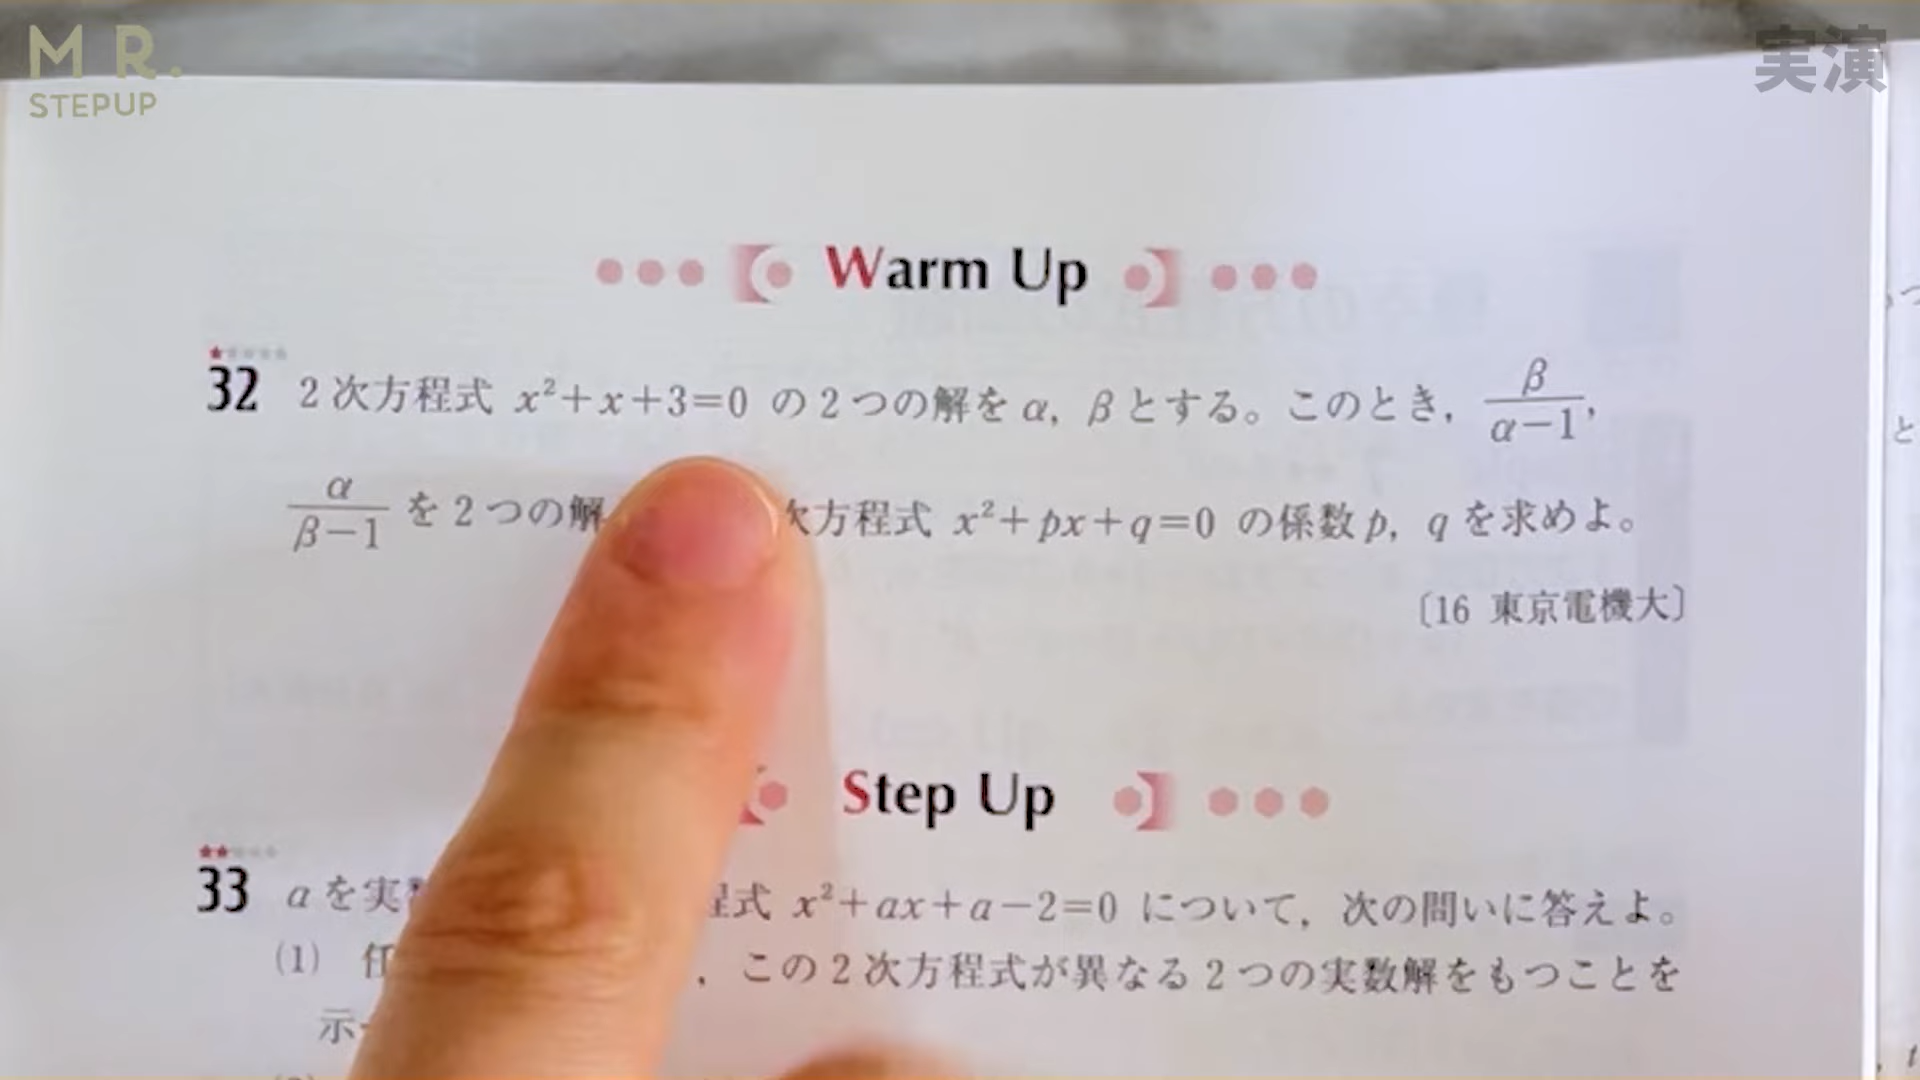 MR.
STEPUP
実演
Warm Up
32 2次方程式 x²+x+3=0 の2つの解を α, β とする。このとき, β/(α−1),
α/(β−1) を2つの解 次方程式 x²+px+q=0 の係数 p, q を求めよ。
〔16 東京電機大〕
Step Up
33 aを実 程式 x²+ax+a−2=0 について, 次の問いに答えよ。
(1) 任 , この2次方程式が異なる2つの実数解をもつことを
示